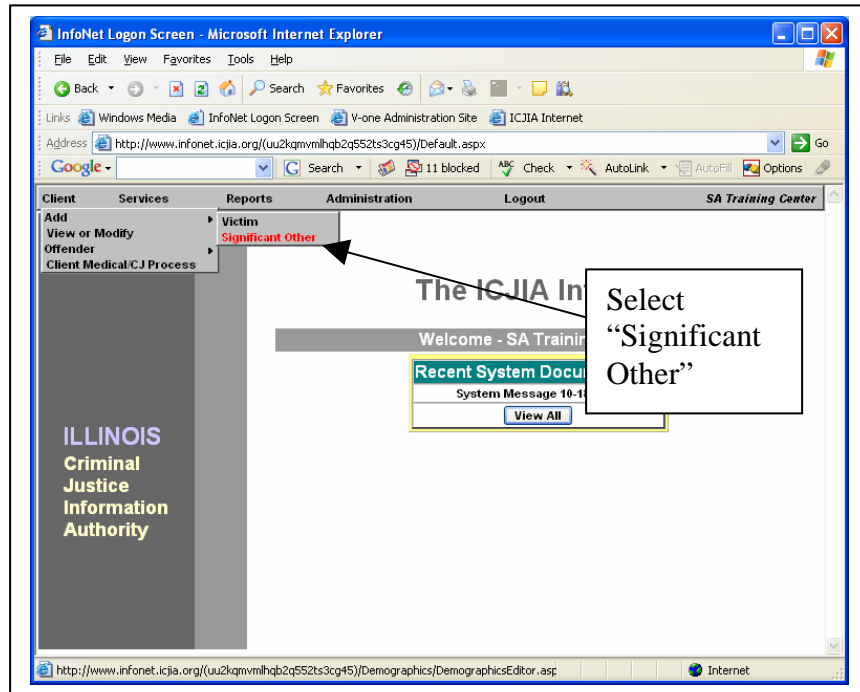 InfoNet Logon Screen - Microsoft Internet Explorer
File Edit View Favorites Tools Help
Back Search Favorites
Links Windows Media InfoNet Logon Screen V-one Administration Site ICJIA Internet
Address http://www.infonet.icjia.org/(uu2kqmvmlhqb2q552ts3cg45)/Default.aspx Go
Google G Search 11 blocked ABC Check AutoLink AutoFill Options
Client Services Reports Administration Logout SA Training Center
Add Victim
View or Modify Significant Other
Offender
Client Medical/CJ Process
The ICJIA In
Welcome - SA Trainin
Recent System Docu
System Message 10-18
View All
Select
“Significant
Other”
ILLINOIS
Criminal
Justice
Information
Authority
http://www.infonet.icjia.org/(uu2kqmvmlhqb2q552ts3cg45)/Demographics/DemographicsEditor.asp Internet